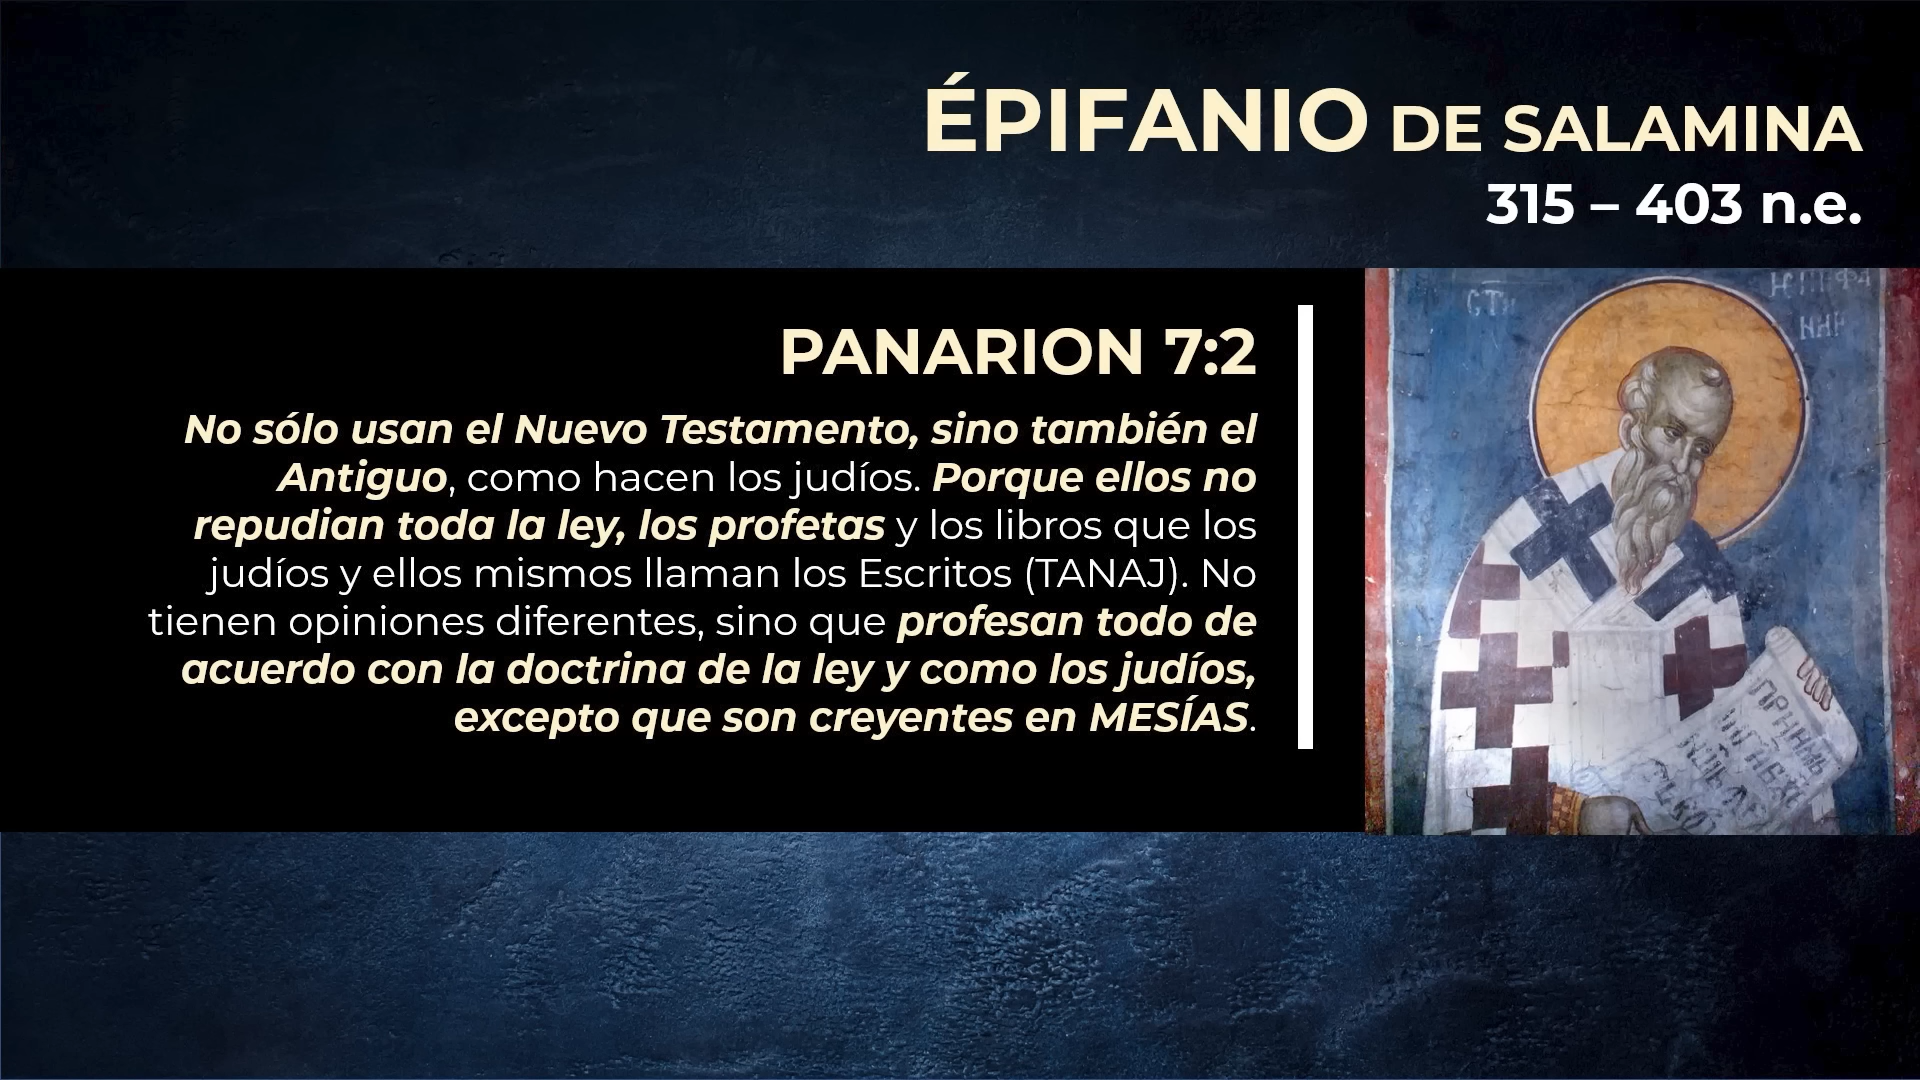 ÉPIFANIO DE SALAMINA
315 – 403 n.e.
PANARION 7:2
No sólo usan el Nuevo Testamento, sino también el
Antiguo, como hacen los judíos. Porque ellos no
repudian toda la ley, los profetas y los libros que los
judíos y ellos mismos llaman los Escritos (TANAJ). No
tienen opiniones diferentes, sino que profesan todo de
acuerdo con la doctrina de la ley y como los judíos,
excepto que son creyentes en MESÍAS.